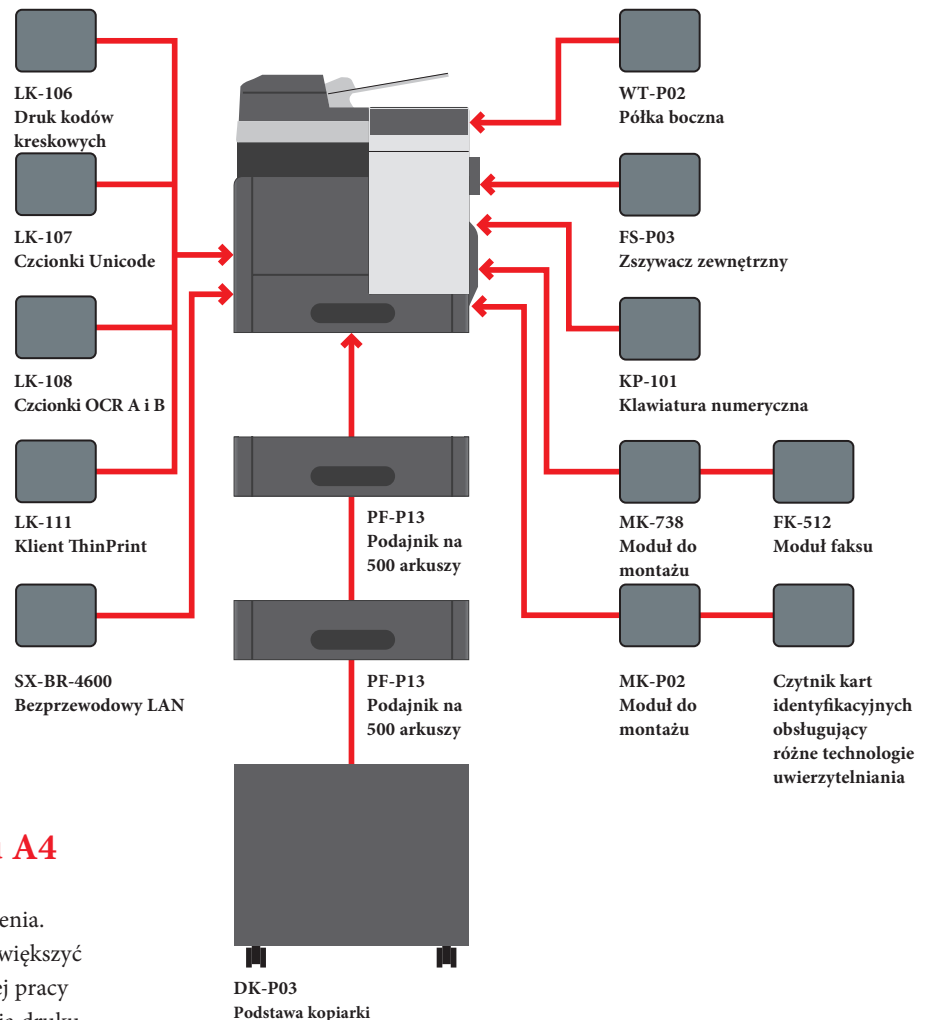 LK-106
Druk kodów
kreskowych
LK-107
Czcionki Unicode
LK-108
Czcionki OCR A i B
LK-111
Klient ThinPrint
SX-BR-4600
Bezprzewodowy LAN
WT-P02
Półka boczna
FS-P03
Zszywacz zewnętrzny
KP-101
Klawiatura numeryczna
MK-738
Moduł do
montażu
FK-512
Moduł faksu
MK-P02
Moduł do
montażu
Czytnik kart
identyfikacyjnych
obsługujący
różne technologie
uwierzytelniania
PF-P13
Podajnik na
500 arkuszy
PF-P13
Podajnik na
500 arkuszy
DK-P03
Podstawa kopiarki
A4
enia.
większyć
ej pracy
druku